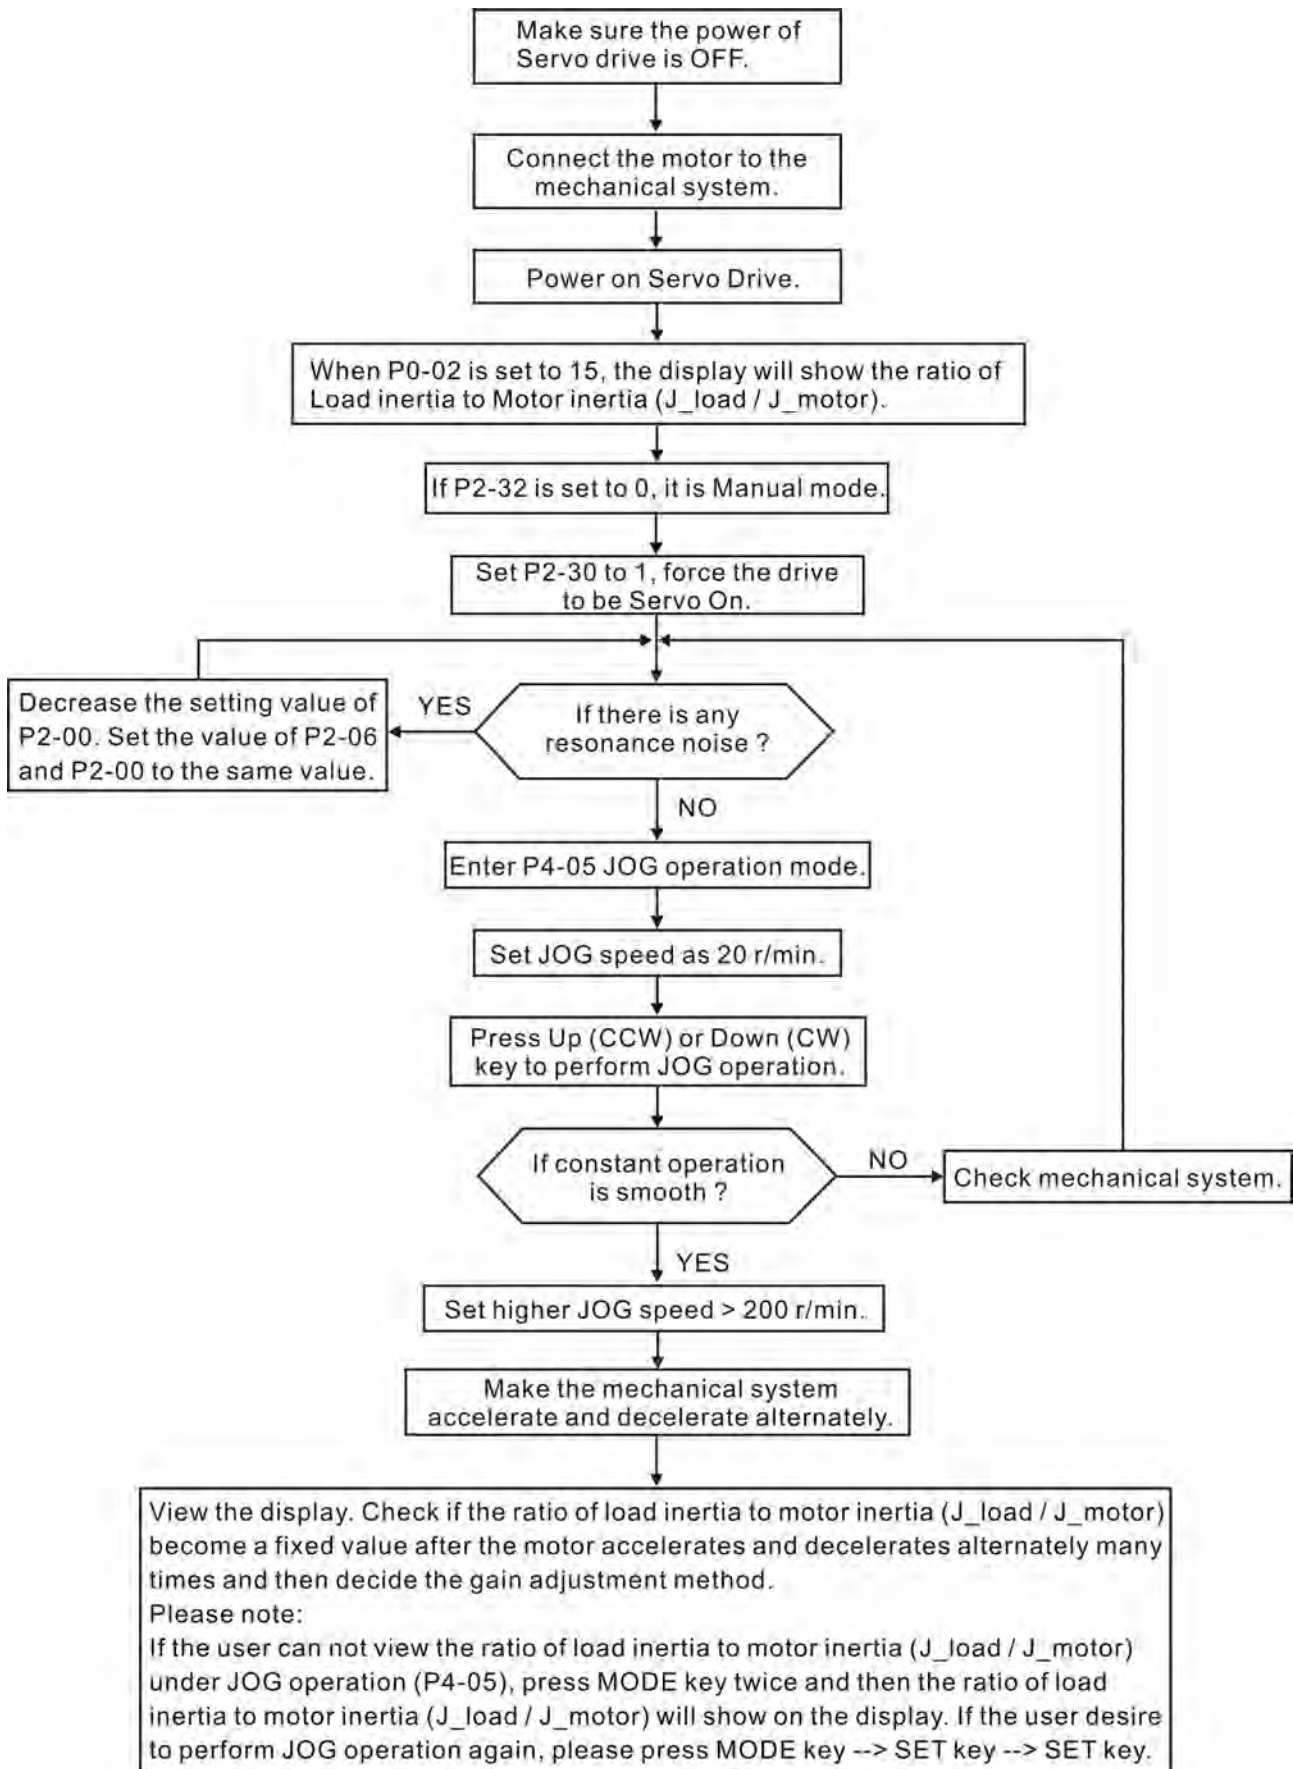 Make sure the power of
Servo drive is OFF.
Connect the motor to the
mechanical system.
Power on Servo Drive.
When P0-02 is set to 15, the display will show the ratio of
Load inertia to Motor inertia (J_load / J_motor).
If P2-32 is set to 0, it is Manual mode.
Set P2-30 to 1, force the drive
to be Servo On.
Decrease the setting value of
P2-00. Set the value of P2-06
and P2-00 to the same value.
YES
If there is any
resonance noise ?
NO
Enter P4-05 JOG operation mode.
Set JOG speed as 20 r/min.
Press Up (CCW) or Down (CW)
key to perform JOG operation.
If constant operation
is smooth ?
NO
Check mechanical system.
YES
Set higher JOG speed > 200 r/min.
Make the mechanical system
accelerate and decelerate alternately.
View the display. Check if the ratio of load inertia to motor inertia (J_load / J_motor)
become a fixed value after the motor accelerates and decelerates alternately many
times and then decide the gain adjustment method.
Please note:
If the user can not view the ratio of load inertia to motor inertia (J_load / J_motor)
under JOG operation (P4-05), press MODE key twice and then the ratio of load
inertia to motor inertia (J_load / J_motor) will show on the display. If the user desire
to perform JOG operation again, please press MODE key --> SET key --> SET key.